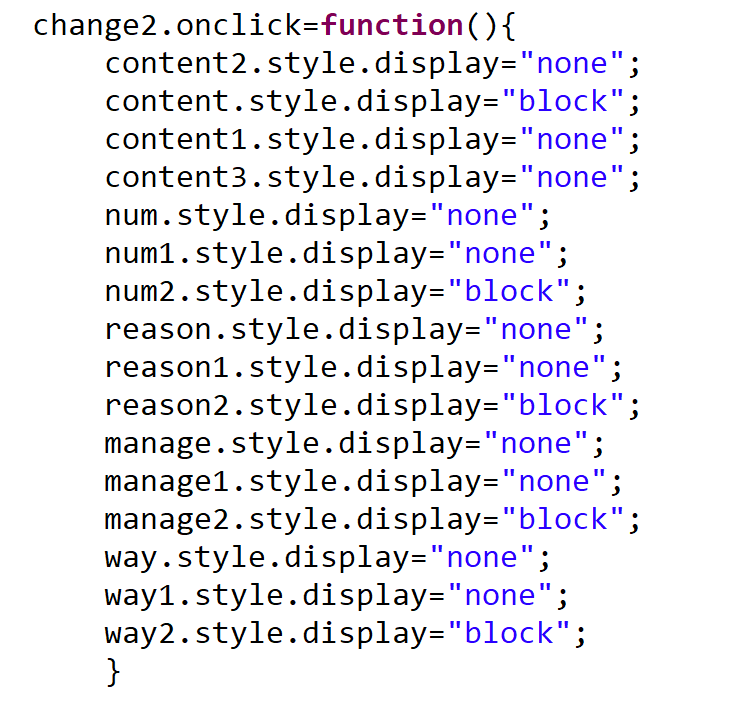 change2.onclick=function(){
content2.style.display="none";
content.style.display="block";
content1.style.display="none";
content3.style.display="none";
num.style.display="none";
num1.style.display="none";
num2.style.display="block";
reason.style.display="none";
reason1.style.display="none";
reason2.style.display="block";
manage.style.display="none";
manage1.style.display="none";
manage2.style.display="block";
way.style.display="none";
way1.style.display="none";
way2.style.display="block";
}